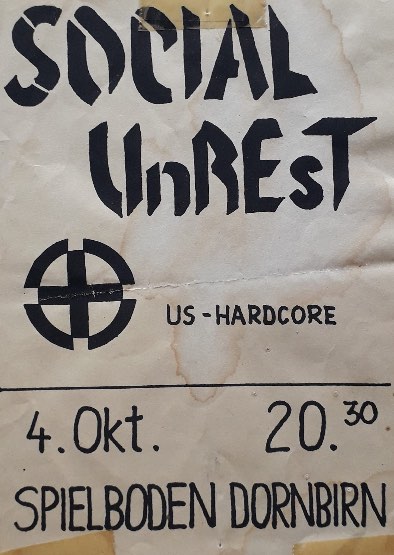 SOCIAL
UnREsT
US-HARDCORE
4. Okt. 20.30
SPIELBODEN DORNBIRN